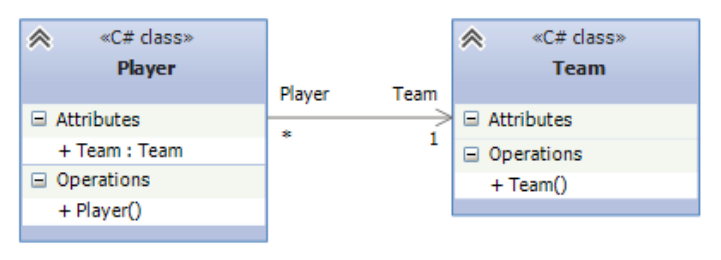 «C# class»
Player
Attributes
+ Team : Team
Operations
+ Player()
Player
Team
*
1
«C# class»
Team
Attributes
Operations
+ Team()